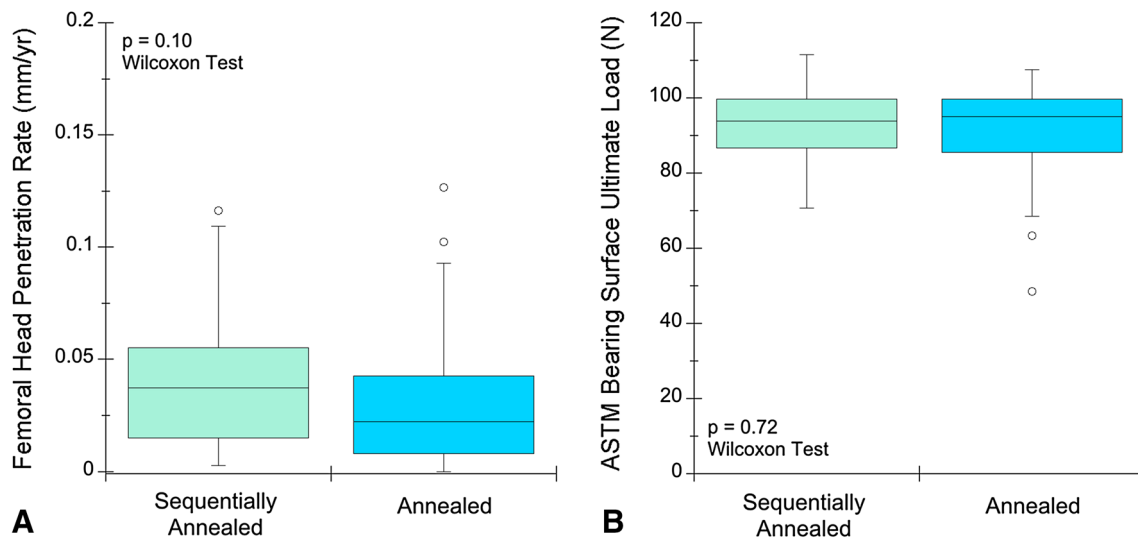 Femoral Head Penetration Rate (mm/yr)
0.2
0.15
0.1
0.05
0
p = 0.10
Wilcoxon Test
Sequentially
Annealed
Annealed
A
ASTM Bearing Surface Ultimate Load (N)
120
100
80
60
40
20
0
p = 0.72
Wilcoxon Test
Sequentially
Annealed
Annealed
B